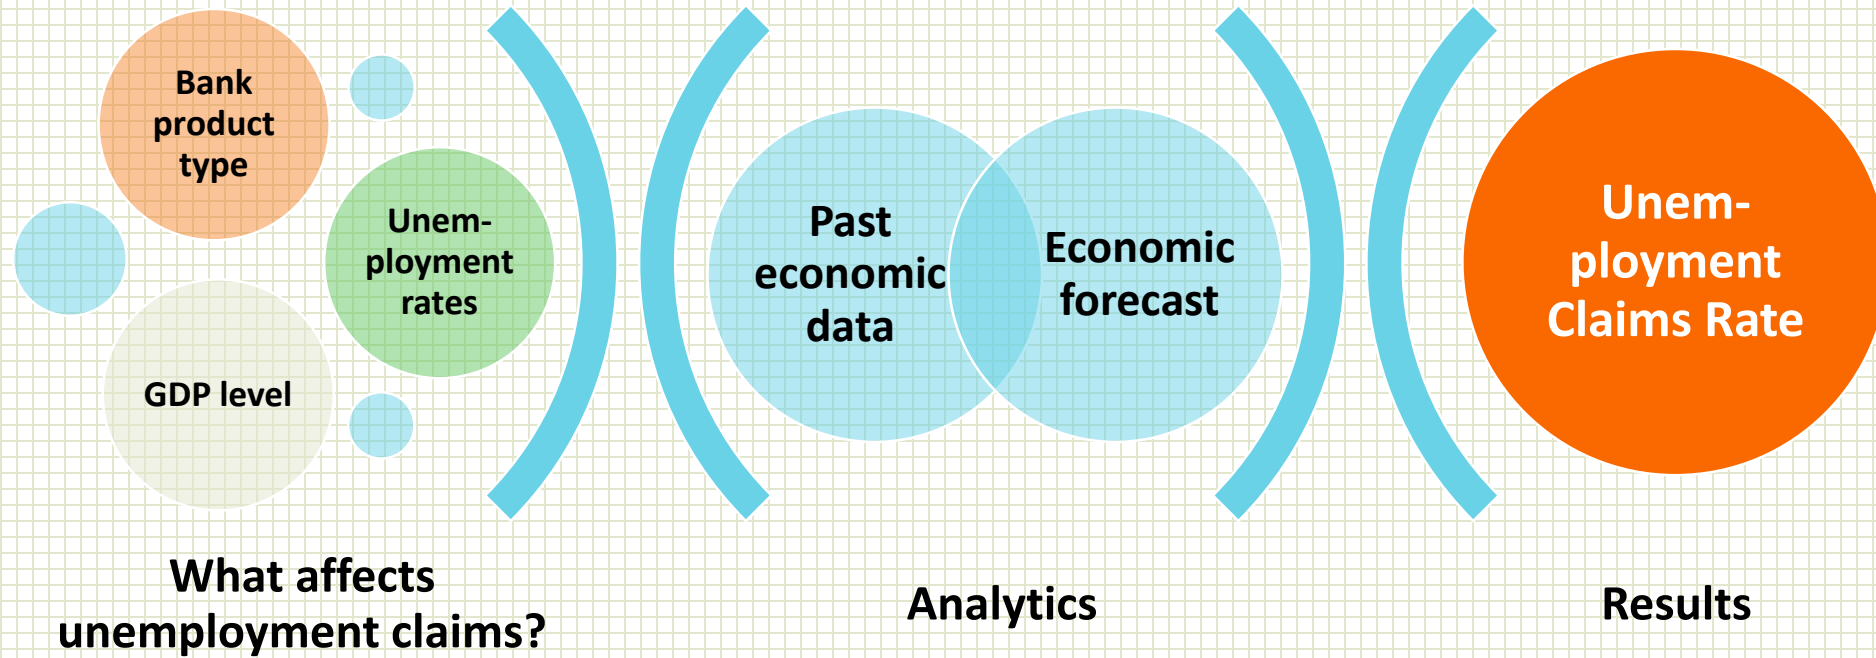 Bank
product
type
Unem-
ployment
rates
GDP level
What affects
unemployment claims?
Past
economic
data
Economic
forecast
Analytics
Unem-
ployment
Claims Rate
Results